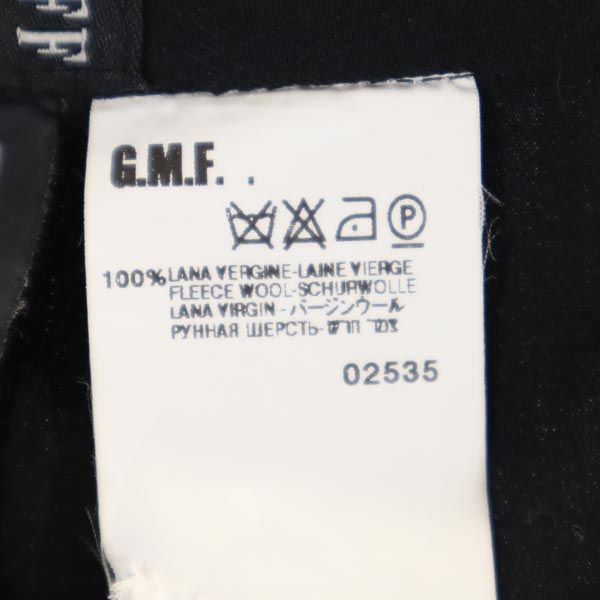 FF
G.M.F. . .
P
100% LANA VERGINE-LAINE VIERGE
FLEECE WOOL-SCHURWOLLE
LANA VIRGIN - バージンウール
РУННАЯ ШЕРСТЬ-
02535